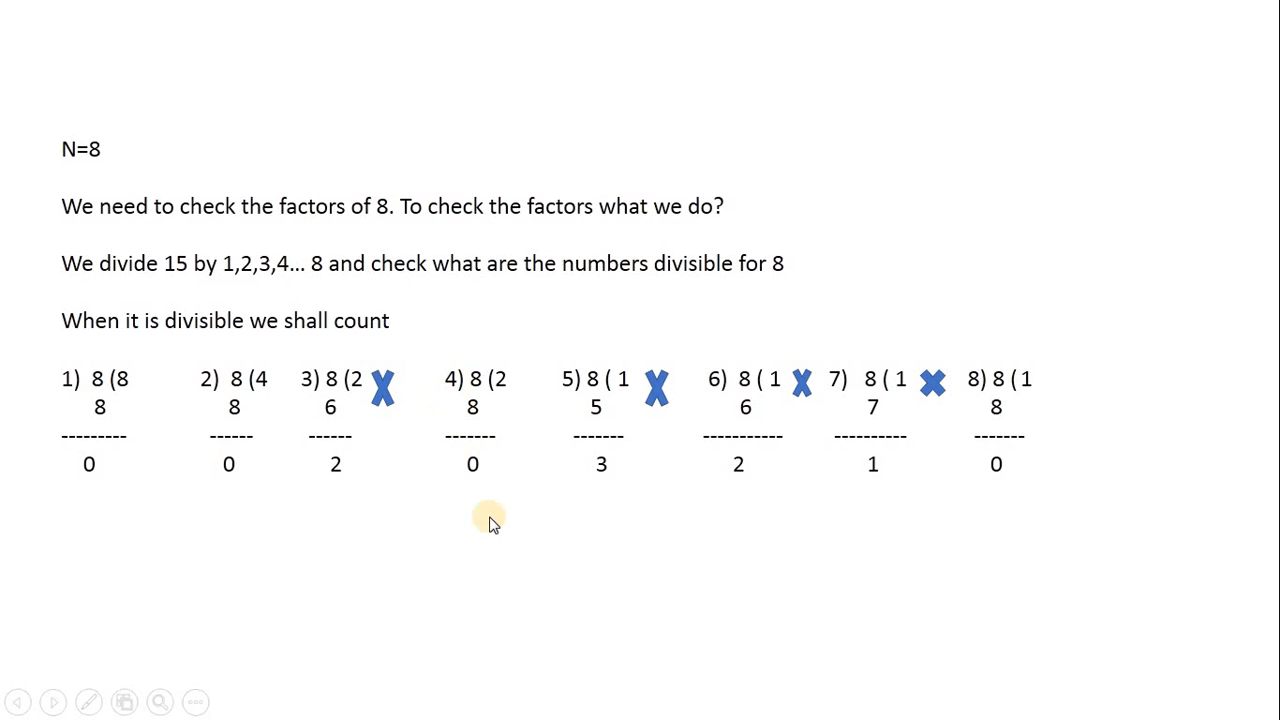 N=8
We need to check the factors of 8. To check the factors what we do?
We divide 15 by 1,2,3,4... 8 and check what are the numbers divisible for 8
When it is divisible we shall count
1) 8 (8 2) 8 (4 3) 8 (2 4) 8 (2 5) 8 ( 1 6) 8 ( 1 7) 8 ( 1 8) 8 ( 1
8 8 6 8 5 6 7 8
--------- ------ ------ ------- ------- ----------- ---------- -------
0 0 2 0 3 2 1 0